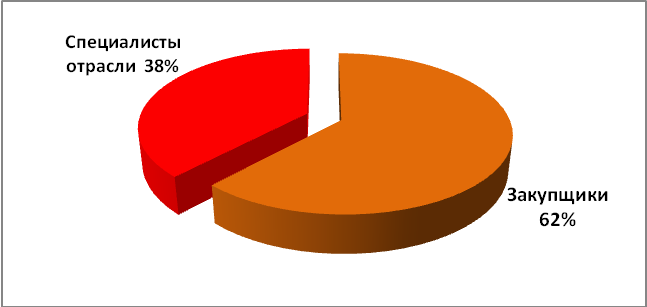 Специалисты
отрасли 38%
Закупщики
62%